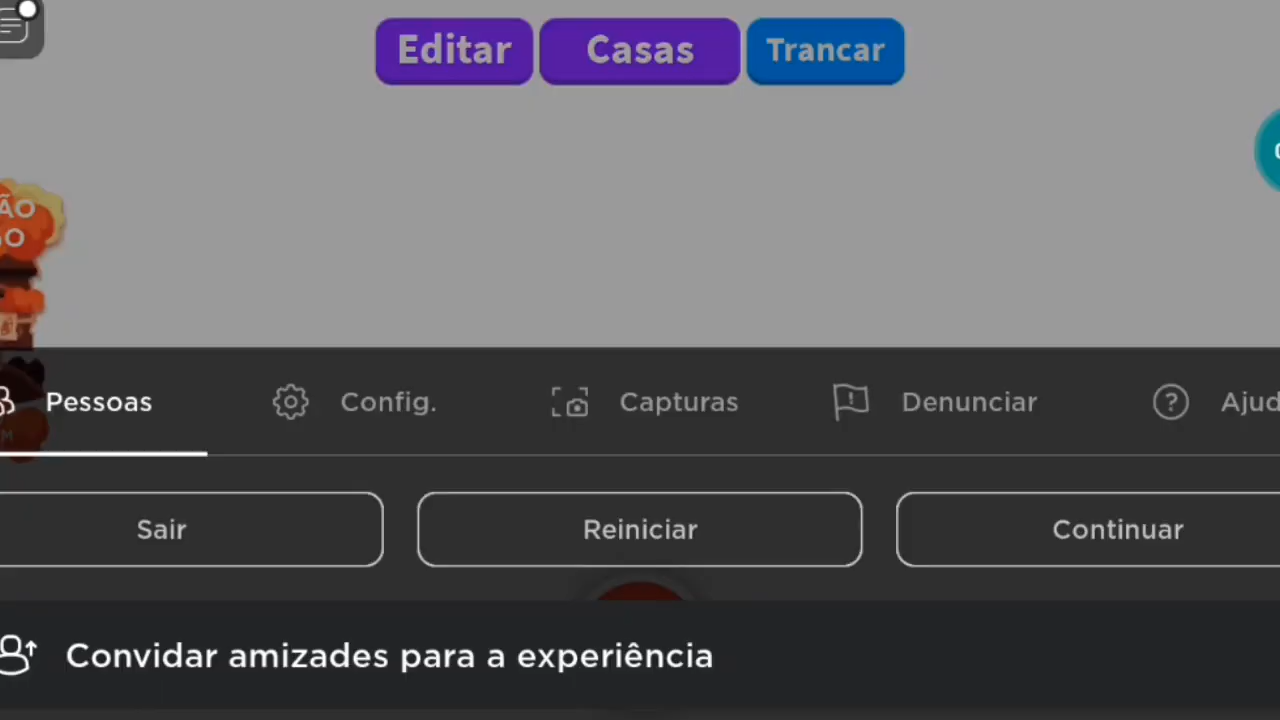 Editar Casas Trancar
Pessoas Config. Capturas Denunciar
Sair Reiniciar Continuar
Convidar amizades para a experiência